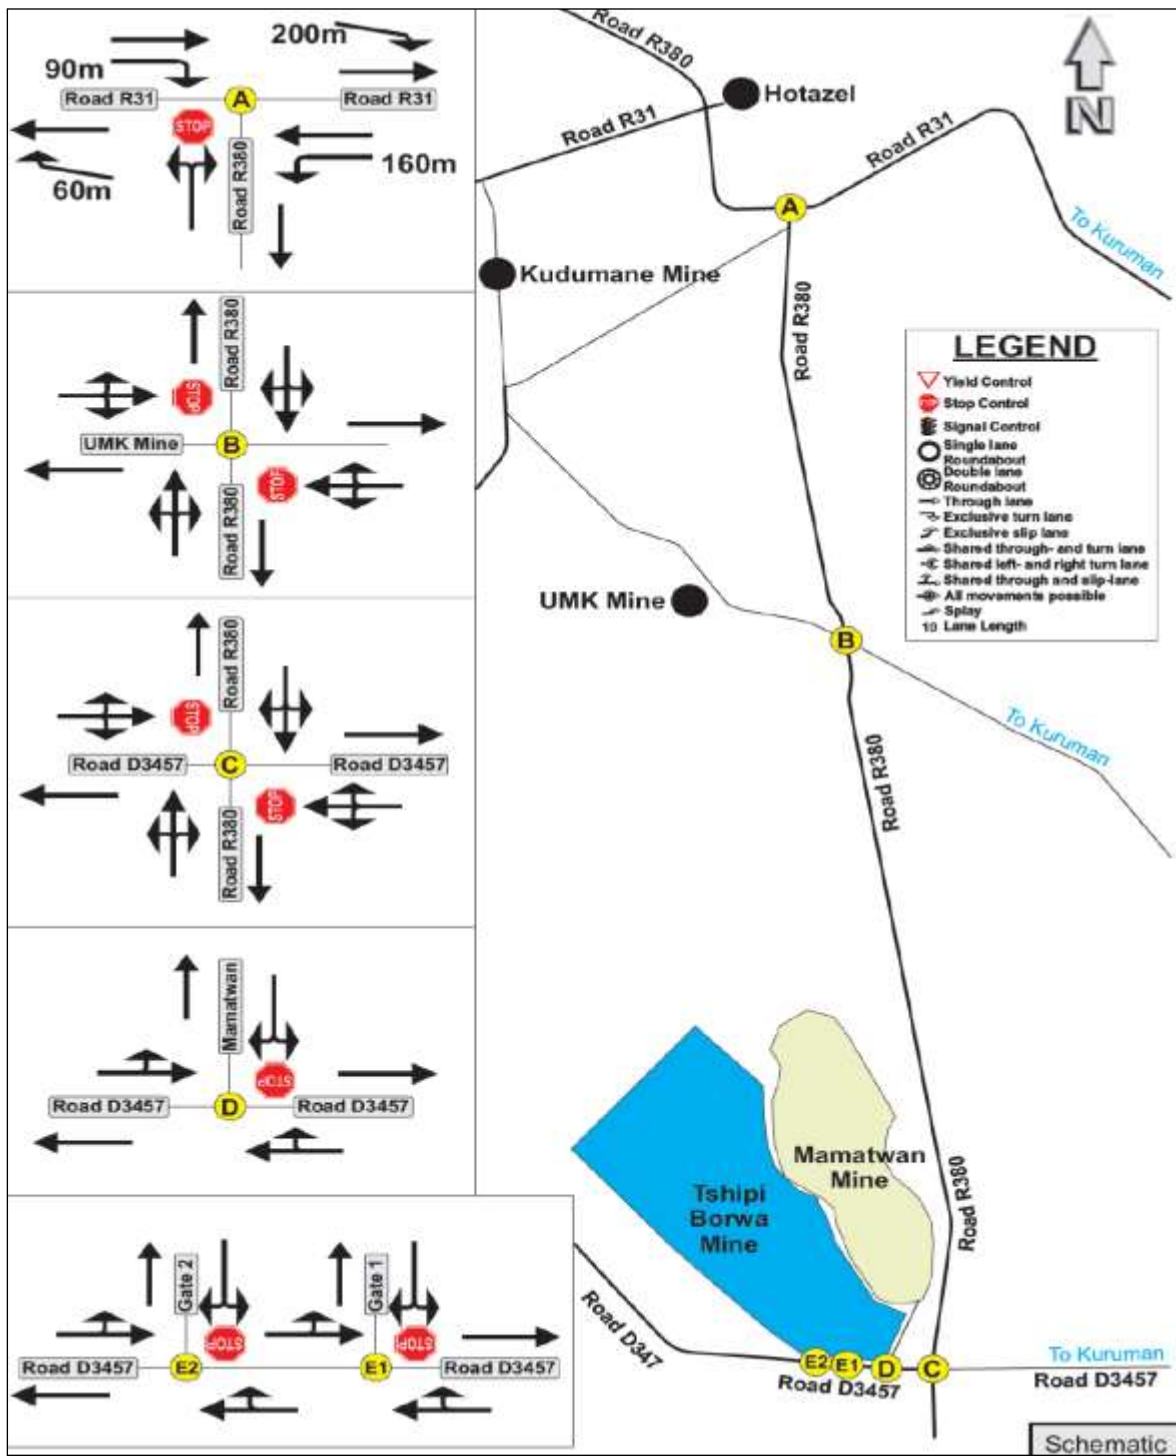 200m
90m
Road R31
A
Road R31
STOP
60m
Road R380
160m
Road R380
STOP
UMK Mine
B
STOP
Road R380
Road R380
STOP
Road D3457
C
Road D3457
STOP
Road R380
Mamatwan
STOP
Road D3457
D
Road D3457
Gate 2
Gate 1
STOP
STOP
Road D3457
E2
E1
Road D3457
Road R380
Hotazel
N
Road R31
Road R31
A
To Kuruman
Kudumane Mine
Road R380
LEGEND
Yield Control
STOP
Stop Control
Signal Control
Single lane
Roundabout
Double lane
Roundabout
Through lane
Exclusive turn lane
Exclusive slip lane
Shared through- and turn lane
Shared left- and right turn lane
Shared through and slip-lane
All movements possible
Splay
10 Lane Length
UMK Mine
B
To Kuruman
Road R380
Mamatwan
Mine
Tshipi
Borwa
Mine
Road R380
Road D347
E2
E1
D
C
To Kuruman
Road D3457
Road D3457
Schematic